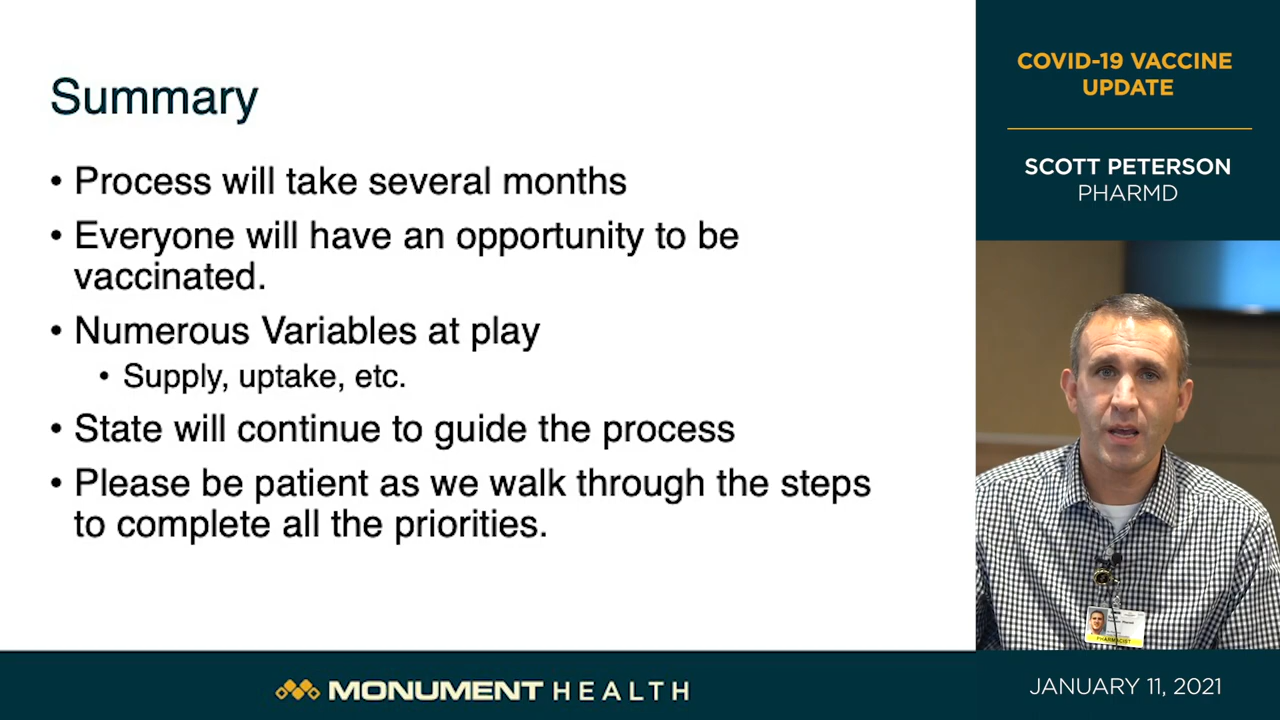 Summary
• Process will take several months
• Everyone will have an opportunity to be
vaccinated.
• Numerous Variables at play
• Supply, uptake, etc.
• State will continue to guide the process
• Please be patient as we walk through the steps
to complete all the priorities.
COVID-19 VACCINE
UPDATE
SCOTT PETERSON
PHARMD
PHARMACIST
MONUMENT HEALTH
JANUARY 11, 2021